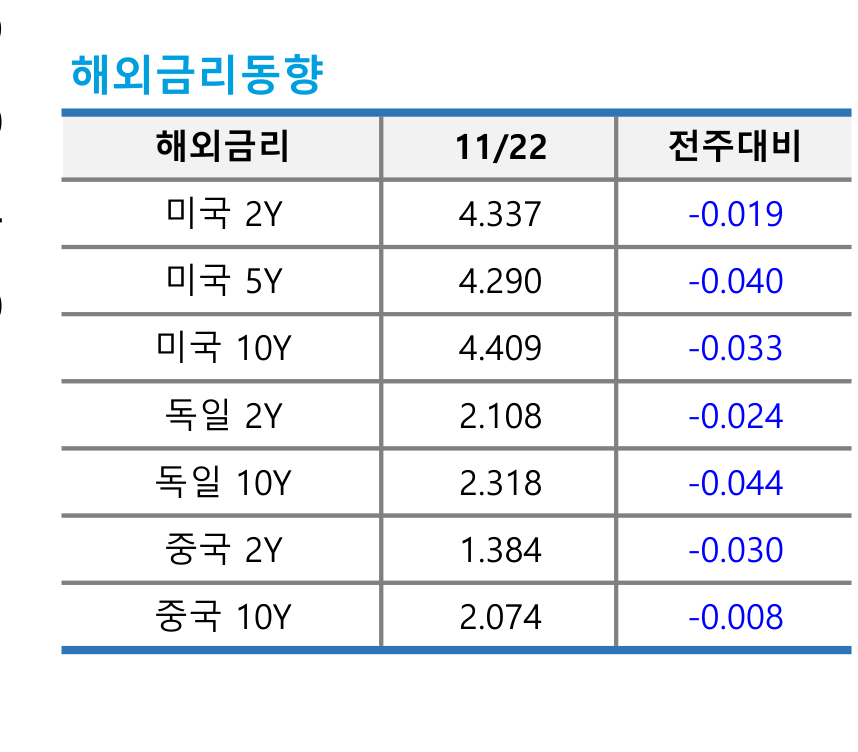 해외금리동향
해외금리 11/22 전주대비
미국 2Y 4.337 -0.019
미국 5Y 4.290 -0.040
미국 10Y 4.409 -0.033
독일 2Y 2.108 -0.024
독일 10Y 2.318 -0.044
중국 2Y 1.384 -0.030
중국 10Y 2.074 -0.008